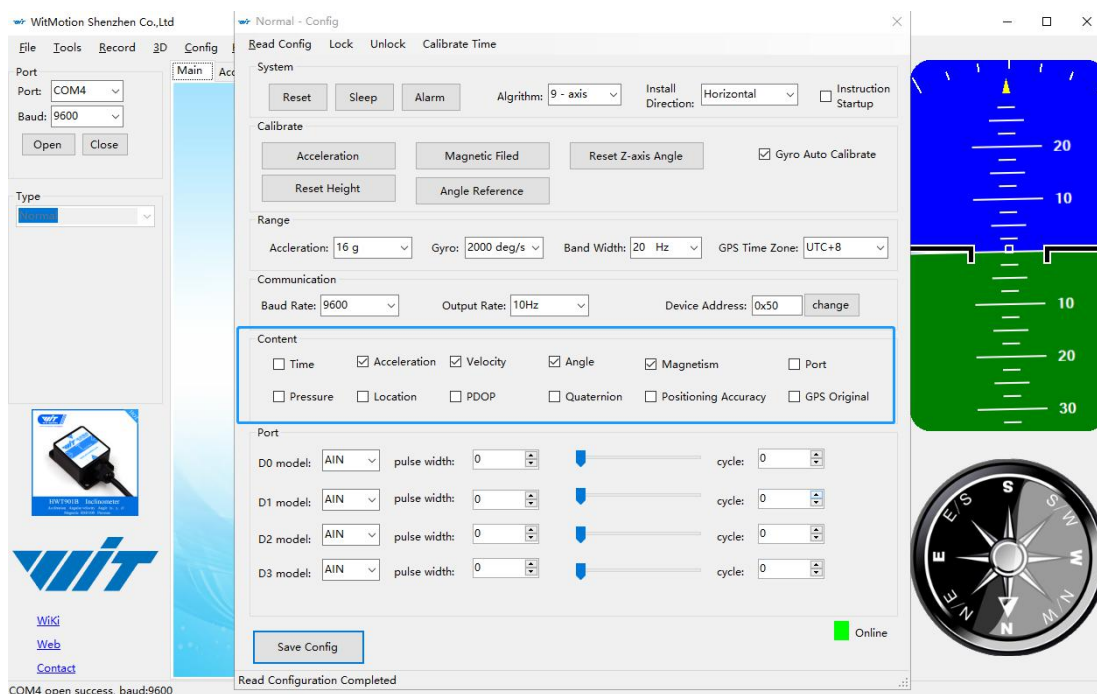 WitMotion Shenzhen Co.,Ltd
File Tools Record 3D Config
Port
Port: COM4
Baud: 9600
Open Close
Type
Normal
HWT901B Inclinometer
WIT
WiKi
Web
Contact
COM4 open success, baud:9600
Main Acc
Normal - Config
Read Config Lock Unlock Calibrate Time
System
Reset Sleep Alarm Algrithm: 9 - axis Install Direction: Horizontal Instruction Startup
Calibrate
Acceleration Magnetic Filed Reset Z-axis Angle Gyro Auto Calibrate
Reset Height Angle Reference
Range
Accleration: 16 g Gyro: 2000 deg/s Band Width: 20 Hz GPS Time Zone: UTC+8
Communication
Baud Rate: 9600 Output Rate: 10Hz Device Address: 0x50 change
Content
Time Acceleration Velocity Angle Magnetism Port
Pressure Location PDOP Quaternion Positioning Accuracy GPS Original
Port
D0 model: AIN pulse width: 0 cycle: 0
D1 model: AIN pulse width: 0 cycle: 0
D2 model: AIN pulse width: 0 cycle: 0
D3 model: AIN pulse width: 0 cycle: 0
Save Config
Online
Read Configuration Completed
20
10
10
20
30
S
S/W
W
N/W
N
N/E
E
E/S